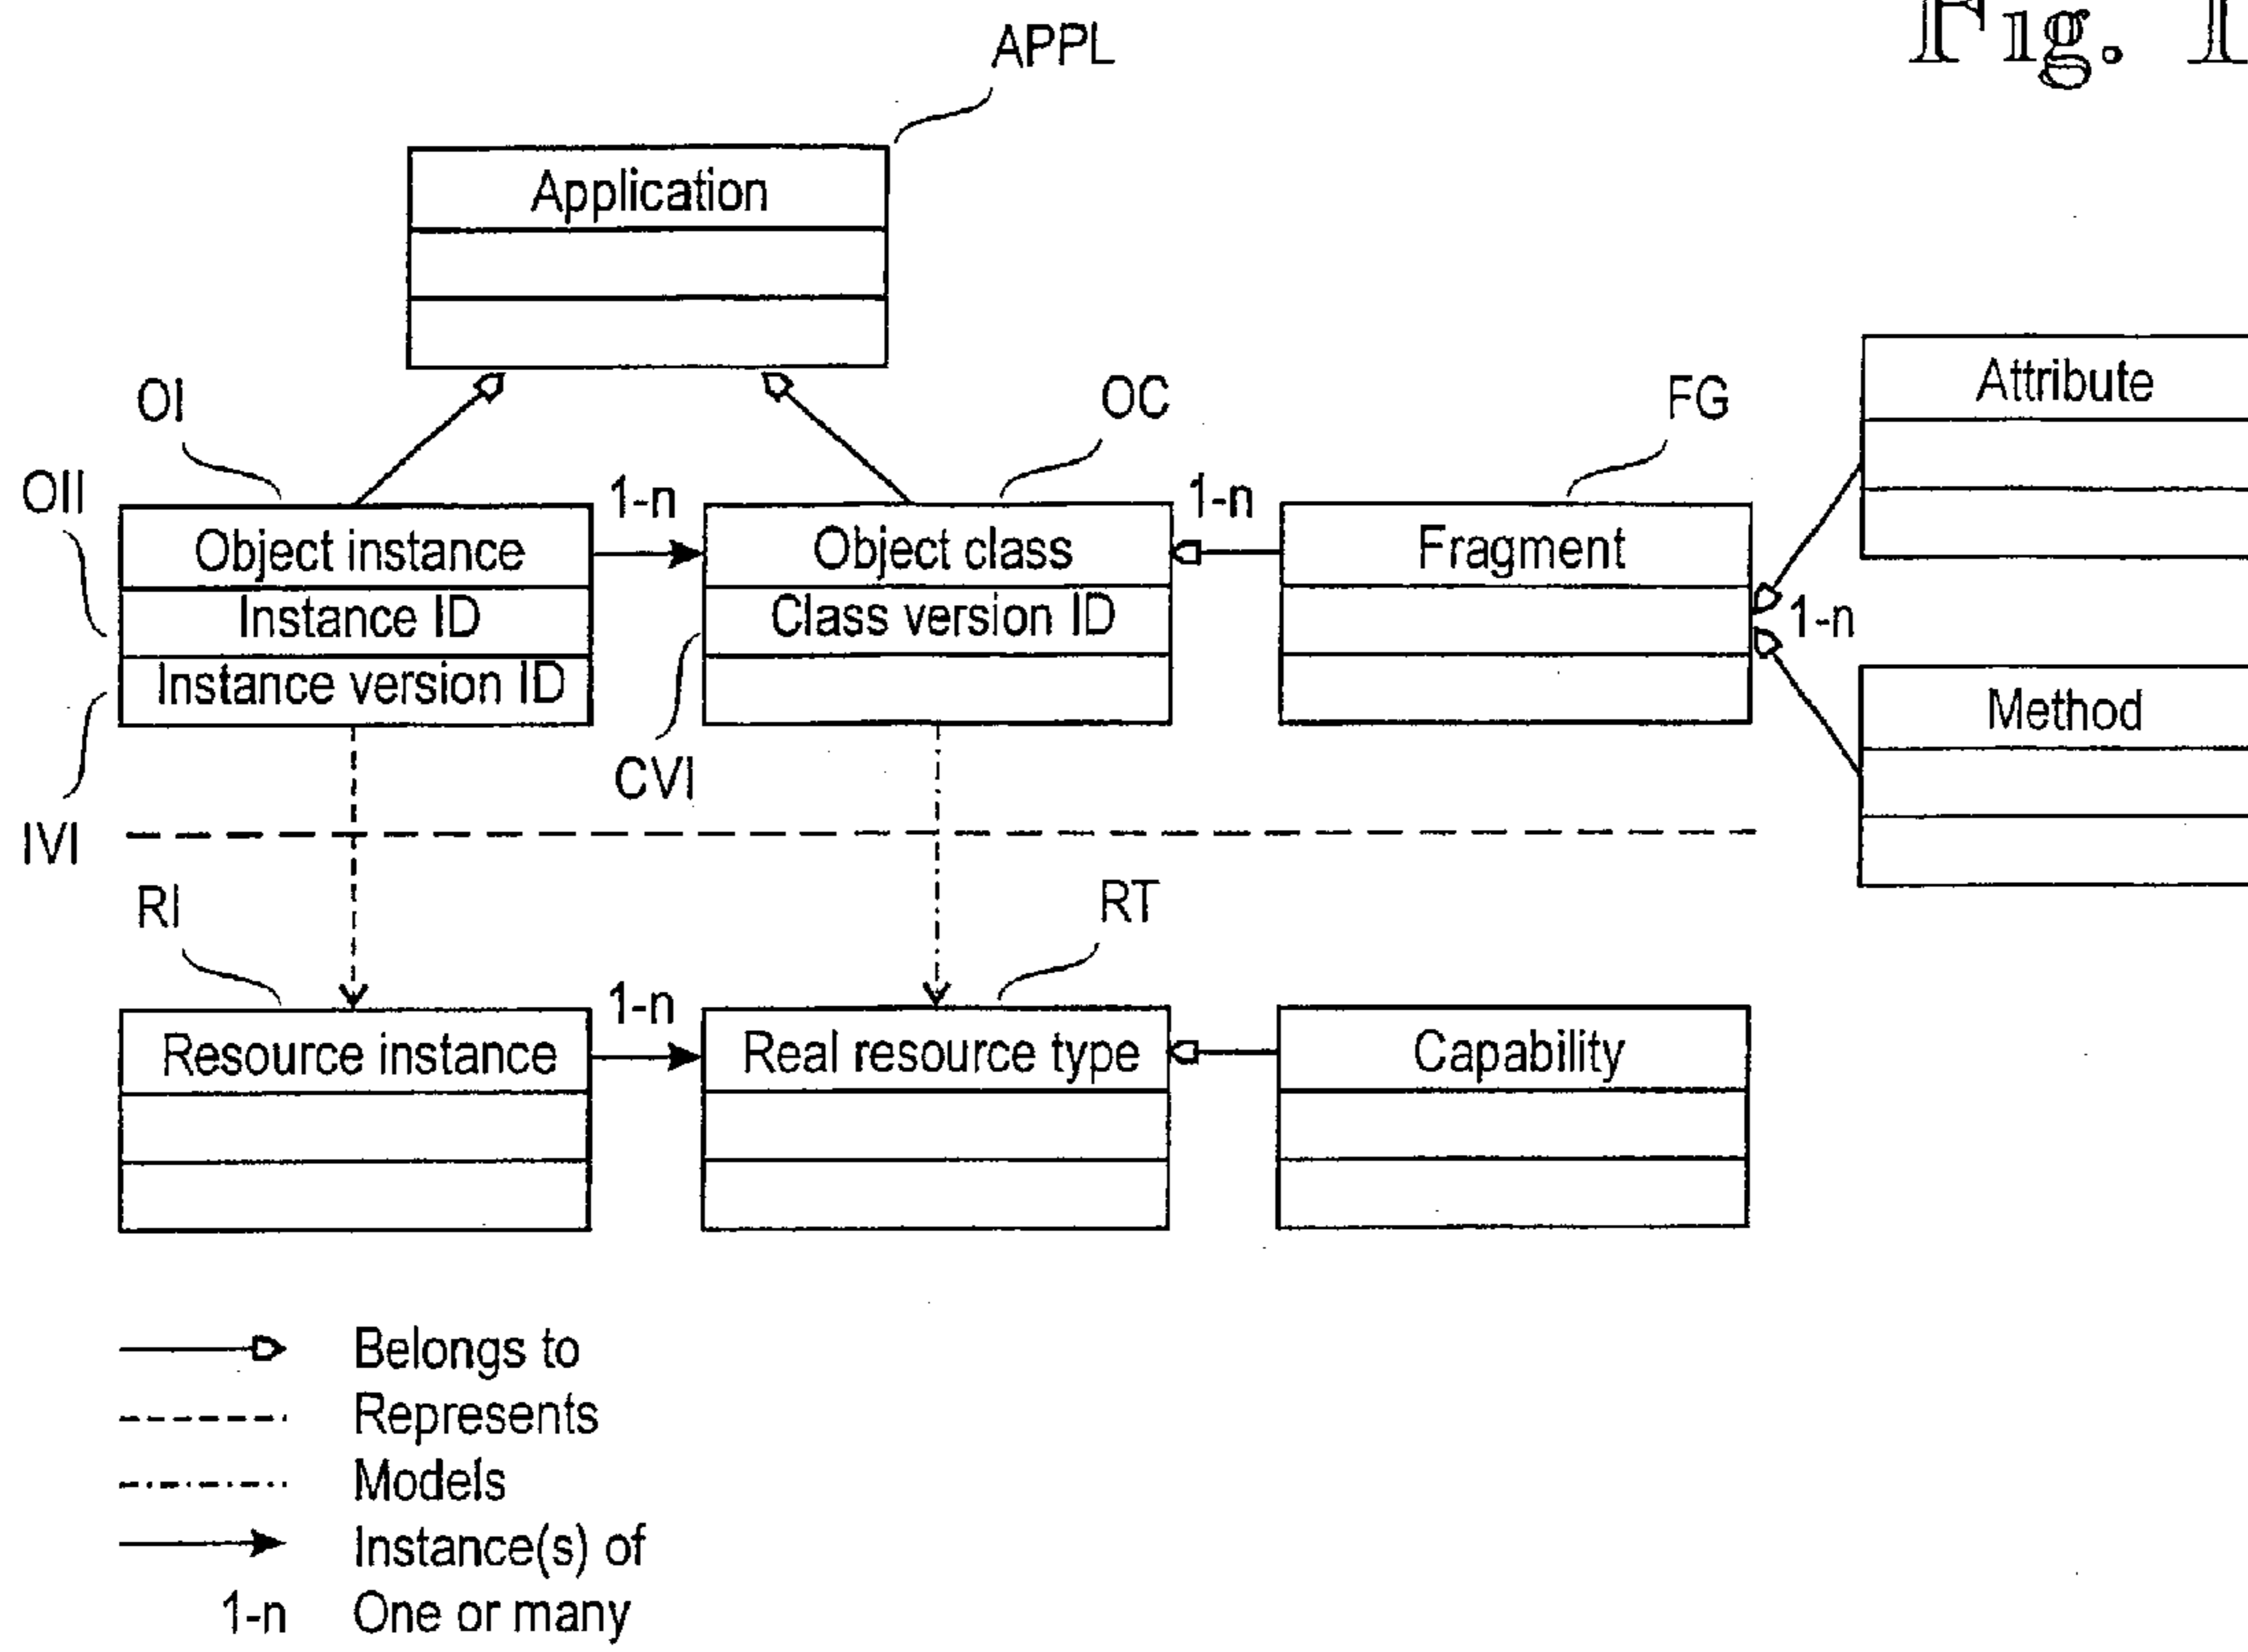 Fig. 1
APPL
Application
OI
OC
FG
Attribute
OII
1-n
1-n
Object instance
Object class
Fragment
Instance ID
Class version ID
1-n
Instance version ID
Method
CVI
IVI
RI
RT
1-n
Resource instance
Real resource type
Capability
Belongs to
Represents
Models
Instance(s) of
1-n One or many